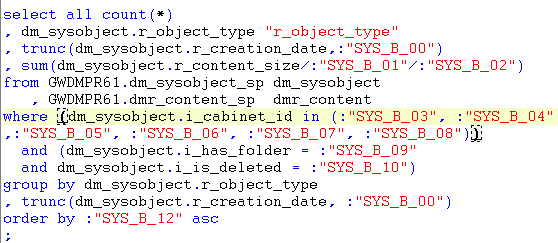 select all count(*)
, dm_sysobject.r_object_type "r_object_type"
, trunc(dm_sysobject.r_creation_date,:"SYS_B_00")
, sum(dm_sysobject.r_content_size/:"SYS_B_01"/:"SYS_B_02")
from GWDMPR61.dm_sysobject_sp dm_sysobject
, GWDMPR61.dmr_content_sp dmr_content
where (dm_sysobject.i_cabinet_id in (:"SYS_B_03", :"SYS_B_04"
,:"SYS_B_05", :"SYS_B_06", :"SYS_B_07", :"SYS_B_08"))
and (dm_sysobject.i_has_folder = :"SYS_B_09"
and dm_sysobject.i_is_deleted = :"SYS_B_10")
group by dm_sysobject.r_object_type
, trunc(dm_sysobject.r_creation_date, :"SYS_B_00")
order by :"SYS_B_12" asc
;